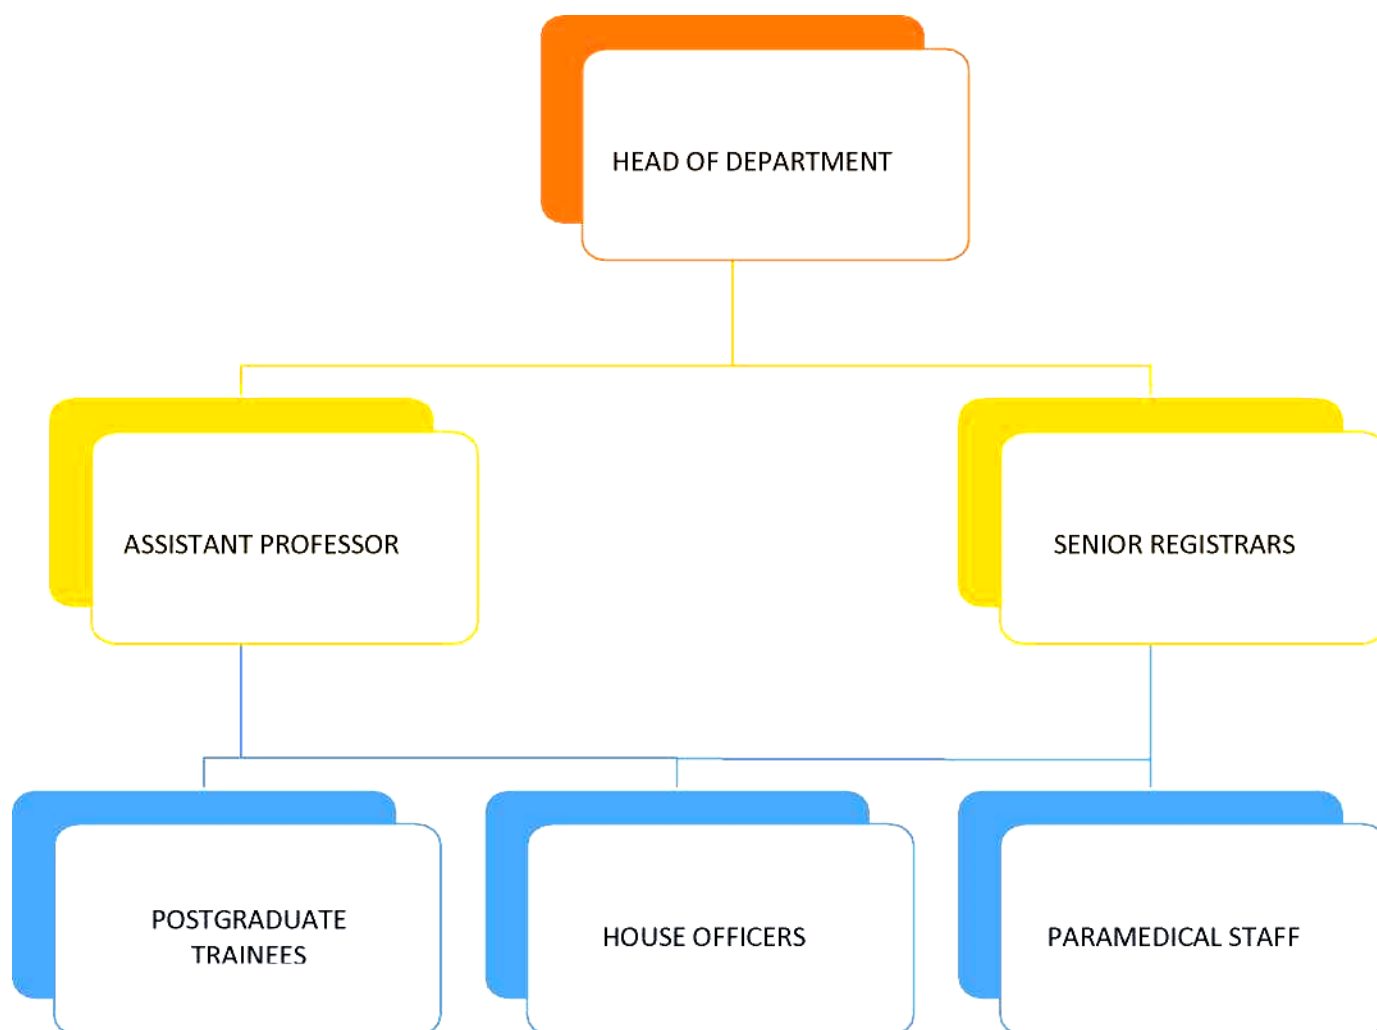 HEAD OF DEPARTMENT
ASSISTANT PROFESSOR
SENIOR REGISTRARS
POSTGRADUATE
TRAINEES
HOUSE OFFICERS
PARAMEDICAL STAFF